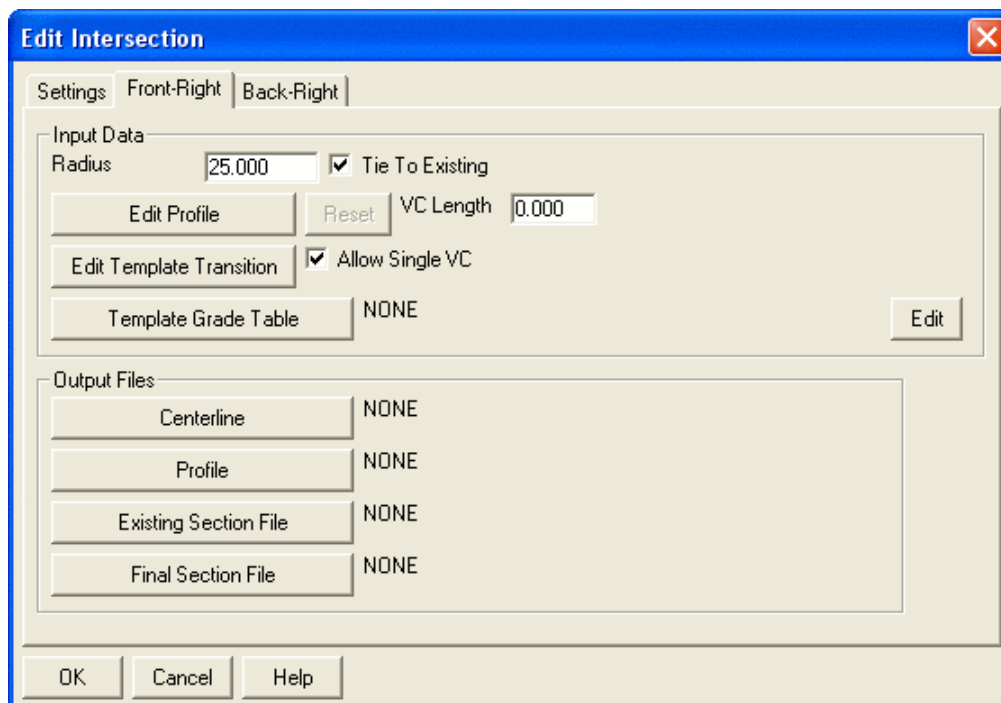 Edit Intersection
Settings Front-Right Back-Right
Input Data
Radius 25.000 Tie To Existing
Edit Profile Reset VC Length 0.000
Edit Template Transition Allow Single VC
Template Grade Table NONE Edit
Output Files
Centerline NONE
Profile NONE
Existing Section File NONE
Final Section File NONE
OK Cancel Help